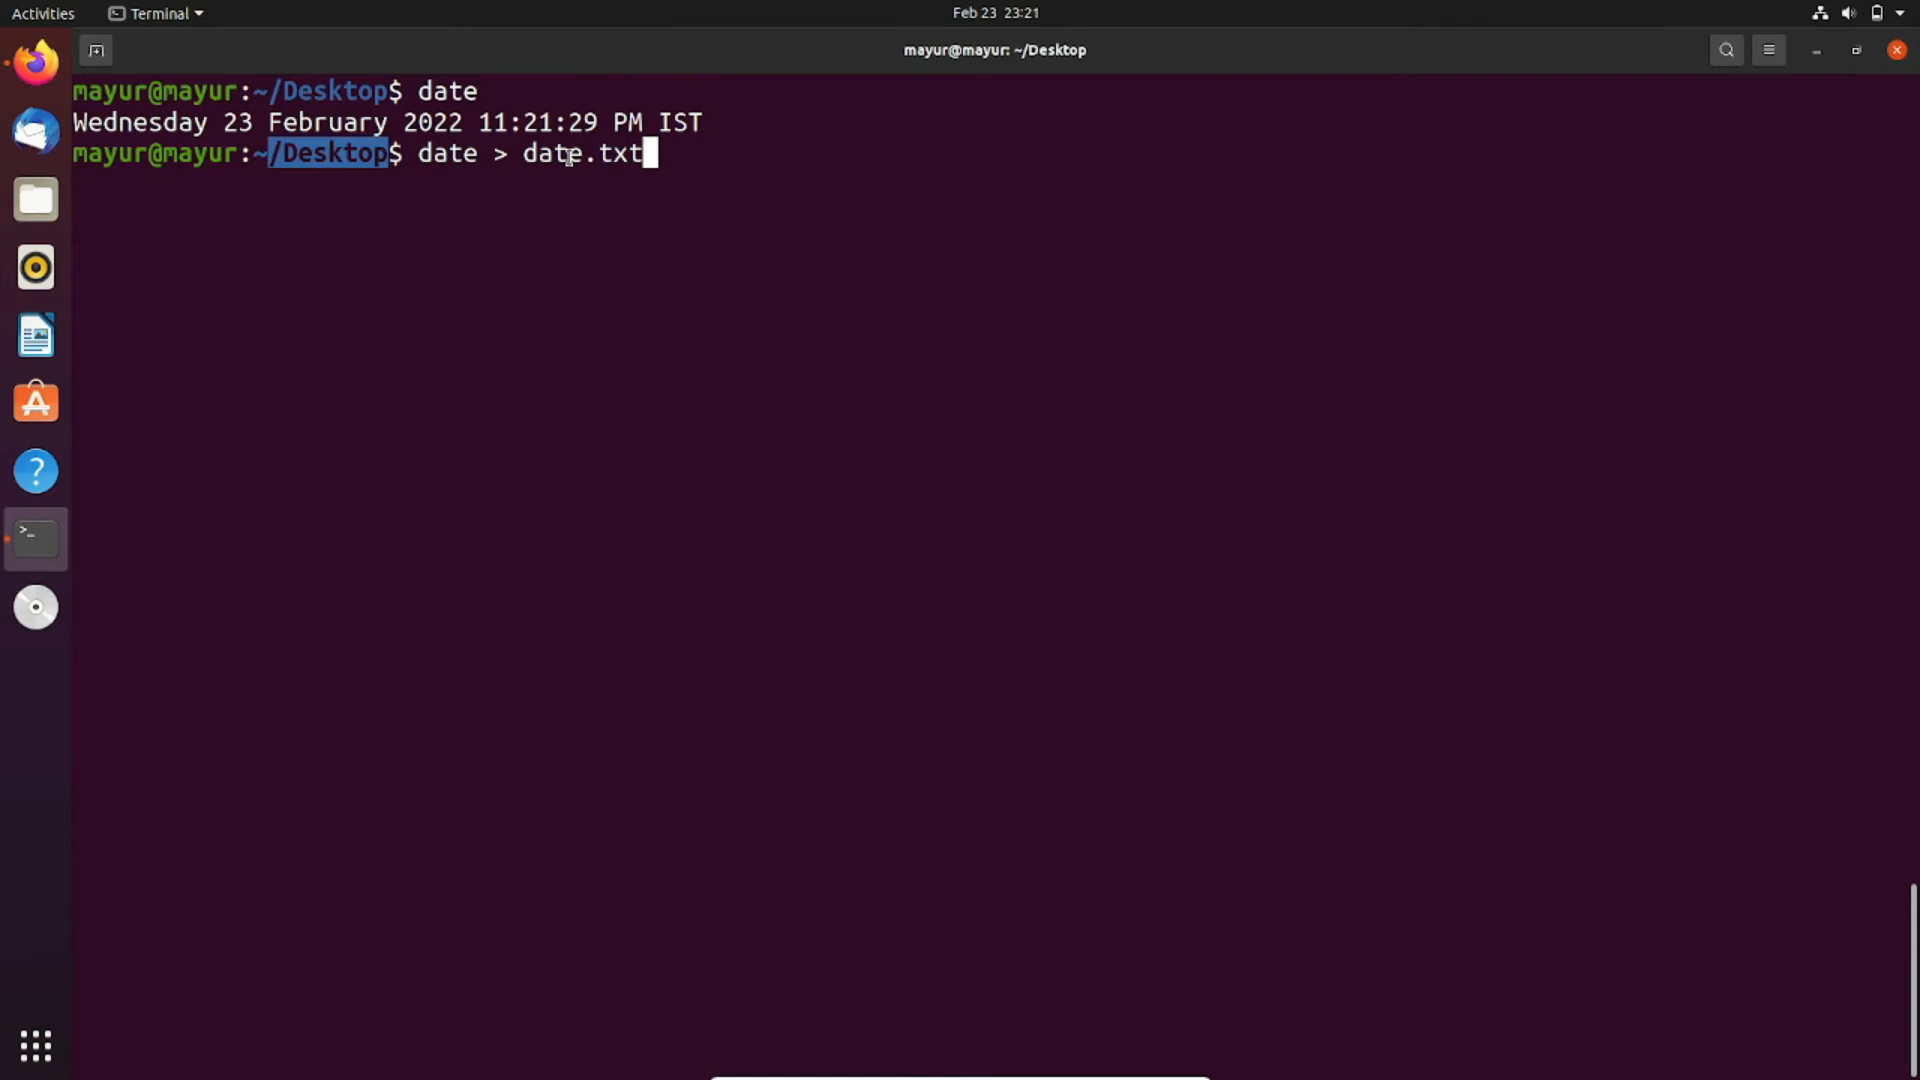 Activities Terminal Feb 23 23:21
mayur@mayur: ~/Desktop
mayur@mayur:~/Desktop$ date
Wednesday 23 February 2022 11:21:29 PM IST
mayur@mayur:~/Desktop$ date > date.txt